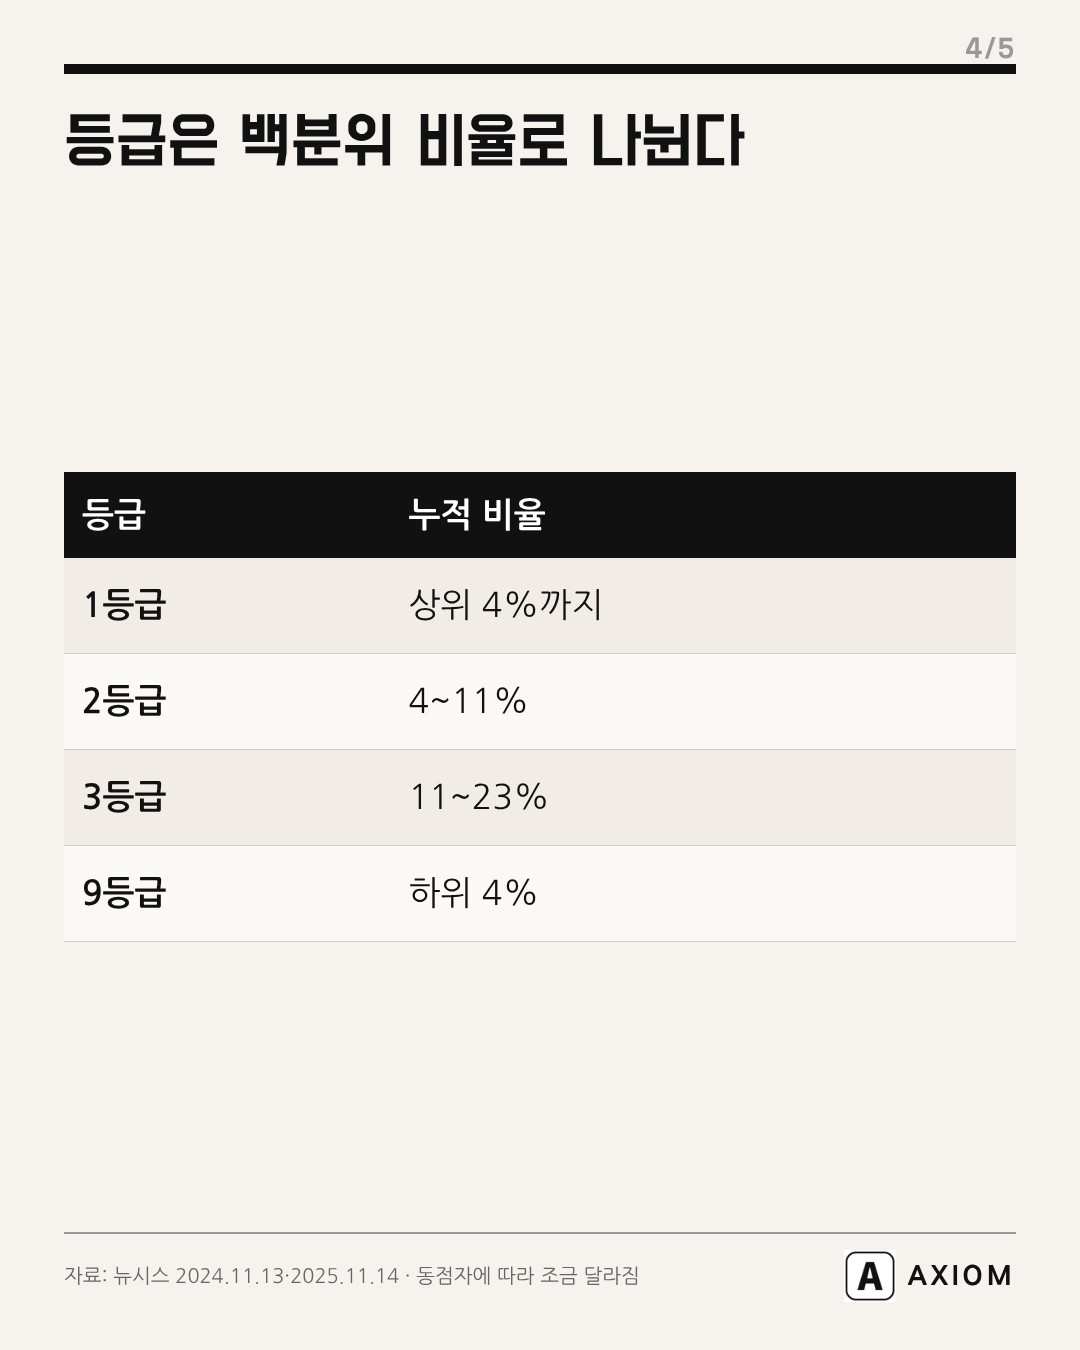 4/5
등급은 백분위 비율로 나뉜다
등급 누적 비율
1등급 상위 4%까지
2등급 4~11%
3등급 11~23%
9등급 하위 4%
자료: 뉴시스 2024.11.13·2025.11.14 · 동점자에 따라 조금 달라짐
A AXIOM